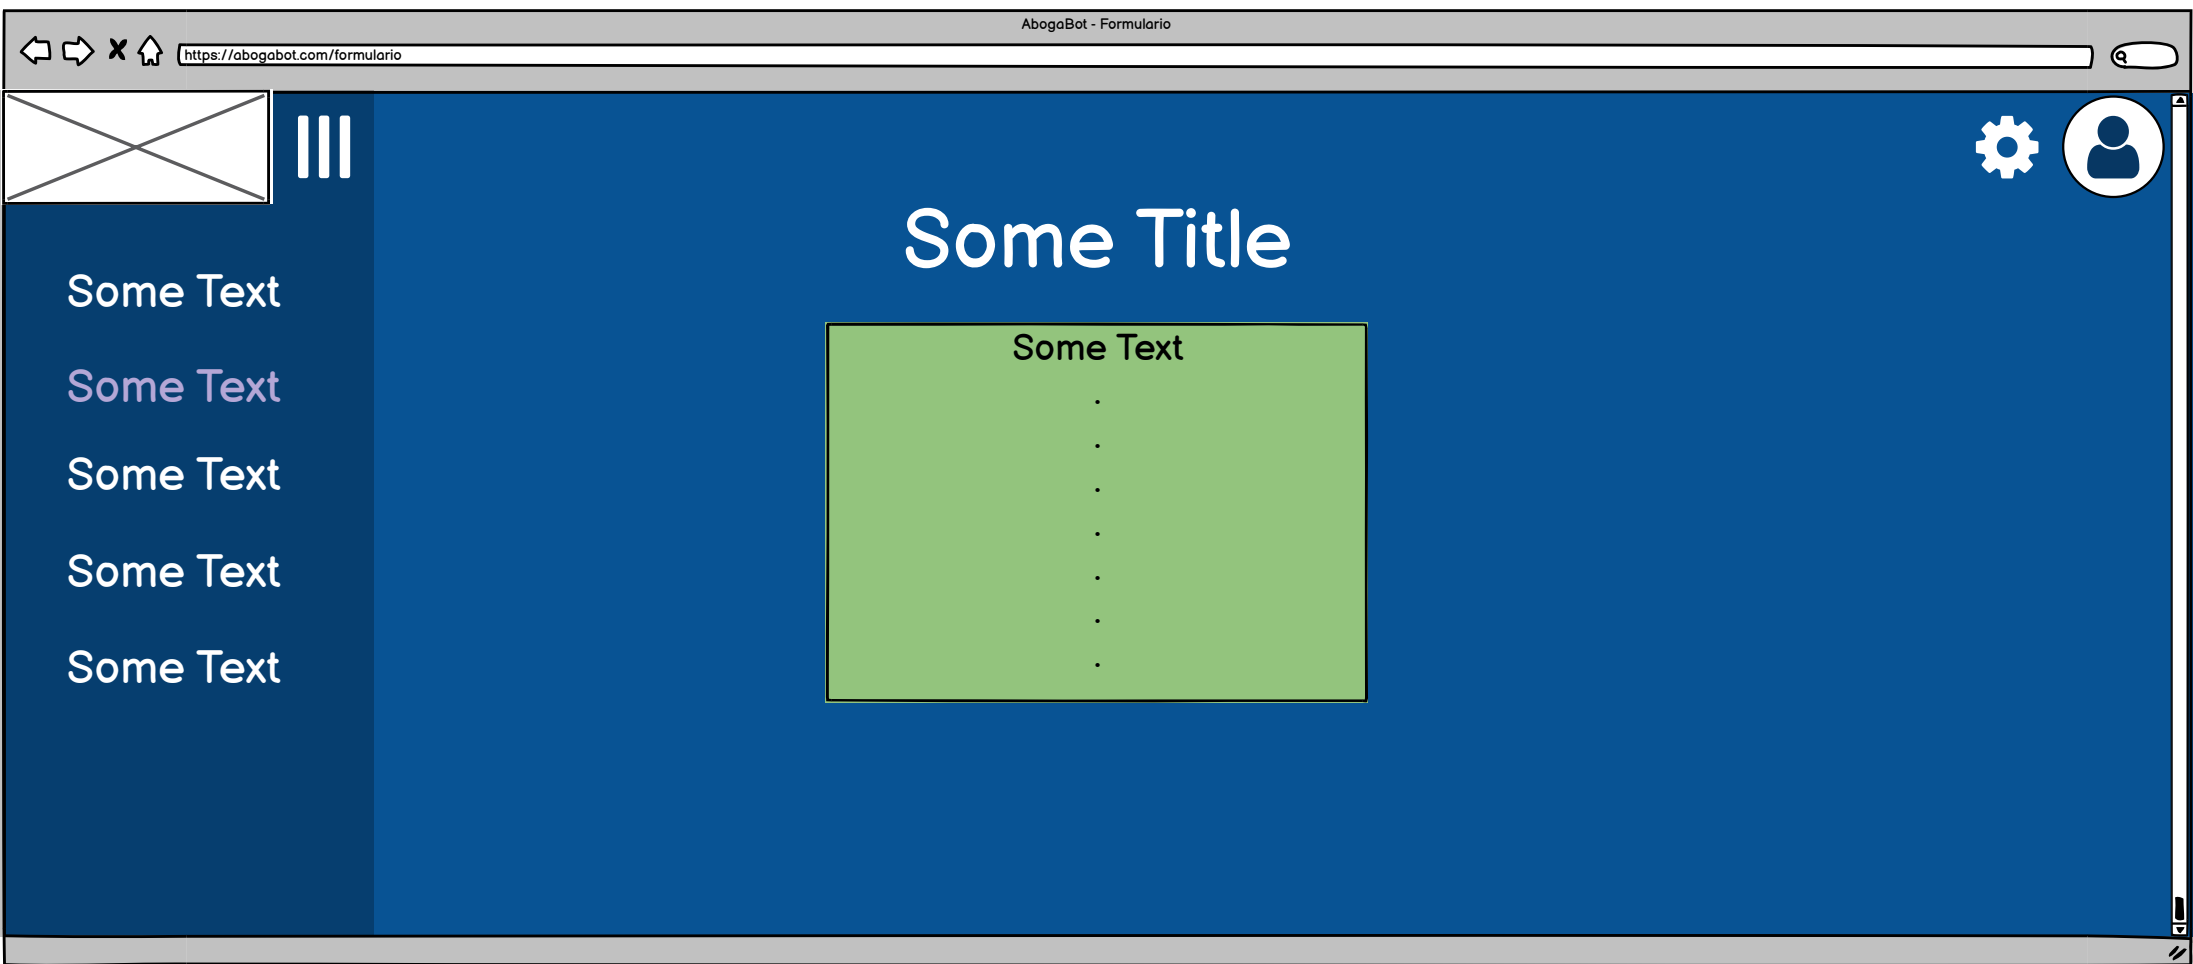 AbogaBot - Formulario
https://abogabot.com/formulario
Some Title
Some Text
Some Text
Some Text
Some Text
Some Text
Some Text
.
.
.
.
.
.
.